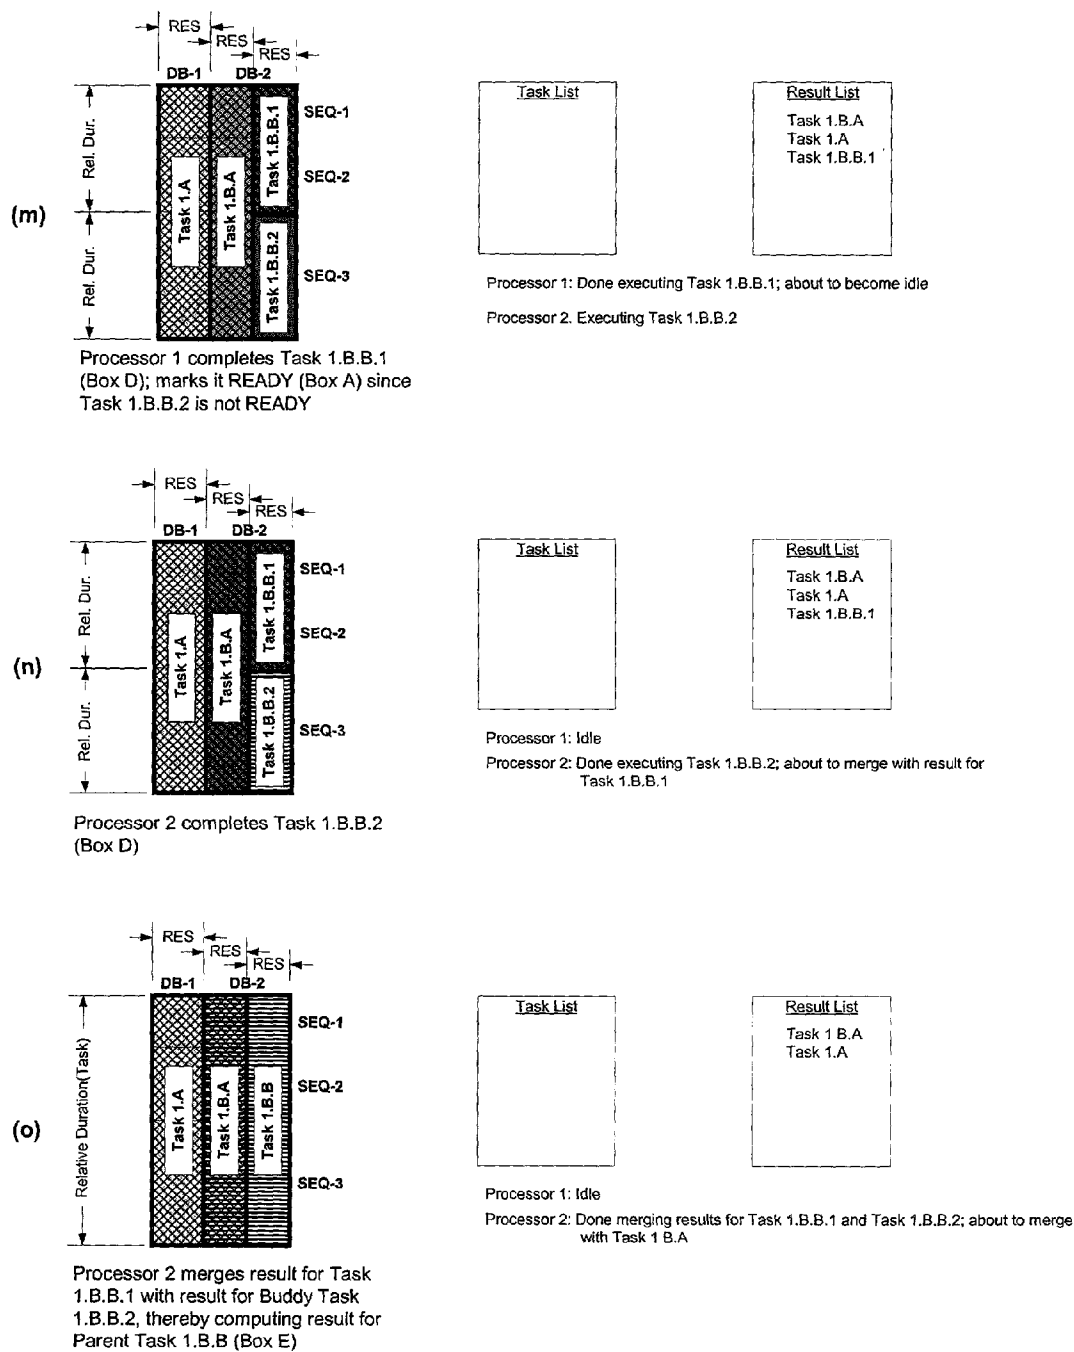 RES
RES
RES
DB-1 DB-2
Task List
Result List
SEQ-1
Task 1.B.A
Task 1.A
Task 1.B.B.1
Rel. Dur.
Task 1.A
Task 1.B.A
Task 1.B.B.1
SEQ-2
(m)
Rel. Dur.
Task 1.B.B.2
SEQ-3
Processor 1: Done executing Task 1.B.B.1; about to become idle
Processor 2. Executing Task 1.B.B.2
Processor 1 completes Task 1.B.B.1
(Box D); marks it READY (Box A) since
Task 1.B.B.2 is not READY
RES
RES
RES
DB-1 DB-2
Task List
Result List
SEQ-1
Task 1.B.A
Task 1.A
Task 1.B.B.1
Rel. Dur.
Task 1.A
Task 1.B.A
Task 1.B.B.1
SEQ-2
(n)
Rel. Dur.
Task 1.B.B.2
SEQ-3
Processor 1: Idle
Processor 2: Done executing Task 1.B.B.2; about to merge with result for
Task 1.B.B.1
Processor 2 completes Task 1.B.B.2
(Box D)
RES
RES
RES
DB-1 DB-2
Task List
Result List
SEQ-1
Task 1 B.A
Task 1.A
Relative Duration(Task)
Task 1.A
Task 1.B.A
Task 1.B.B
SEQ-2
(o)
SEQ-3
Processor 1: Idle
Processor 2: Done merging results for Task 1.B.B.1 and Task 1.B.B.2; about to merge
with Task 1 B.A
Processor 2 merges result for Task
1.B.B.1 with result for Buddy Task
1.B.B.2, thereby computing result for
Parent Task 1.B.B (Box E)